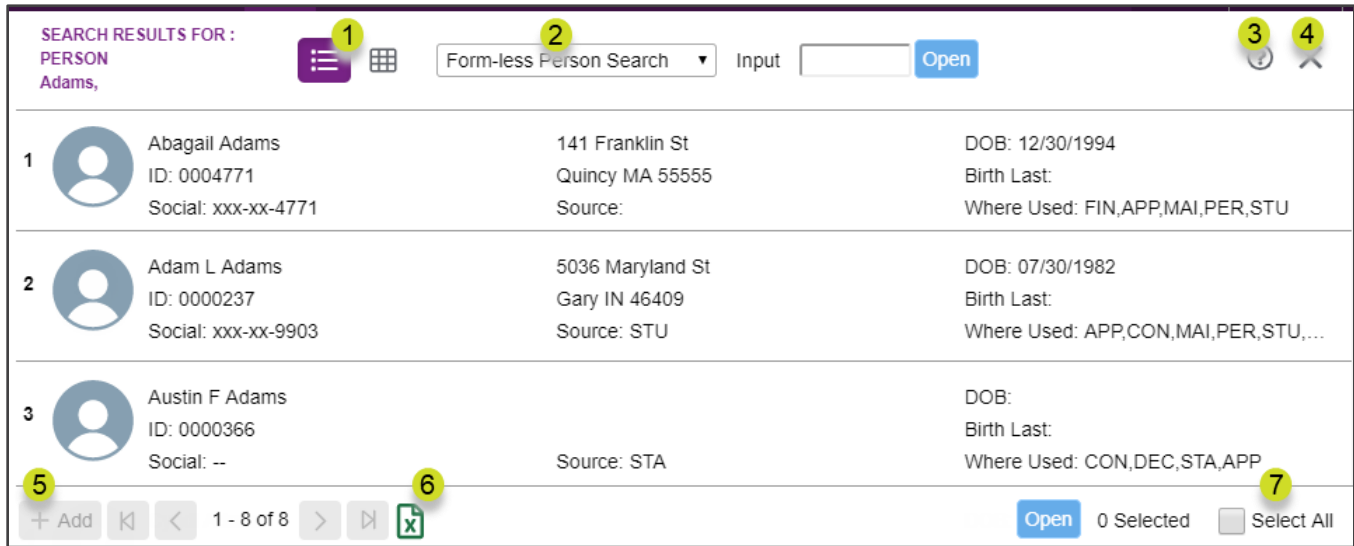 SEARCH RESULTS FOR :
PERSON
Adams,
1
2
Form-less Person Search
Input
Open
3
?
4
1
Abagail Adams
141 Franklin St
DOB: 12/30/1994
ID: 0004771
Quincy MA 55555
Birth Last:
Social: xxx-xx-4771
Source:
Where Used: FIN,APP,MAI,PER,STU
2
Adam L Adams
5036 Maryland St
DOB: 07/30/1982
ID: 0000237
Gary IN 46409
Birth Last:
Social: xxx-xx-9903
Source: STU
Where Used: APP,CON,MAI,PER,STU,...
3
Austin F Adams
DOB:
ID: 0000366
Birth Last:
Social: --
Source: STA
Where Used: CON,DEC,STA,APP
5
6
7
+ Add
1 - 8 of 8
X
Open
0 Selected
Select All